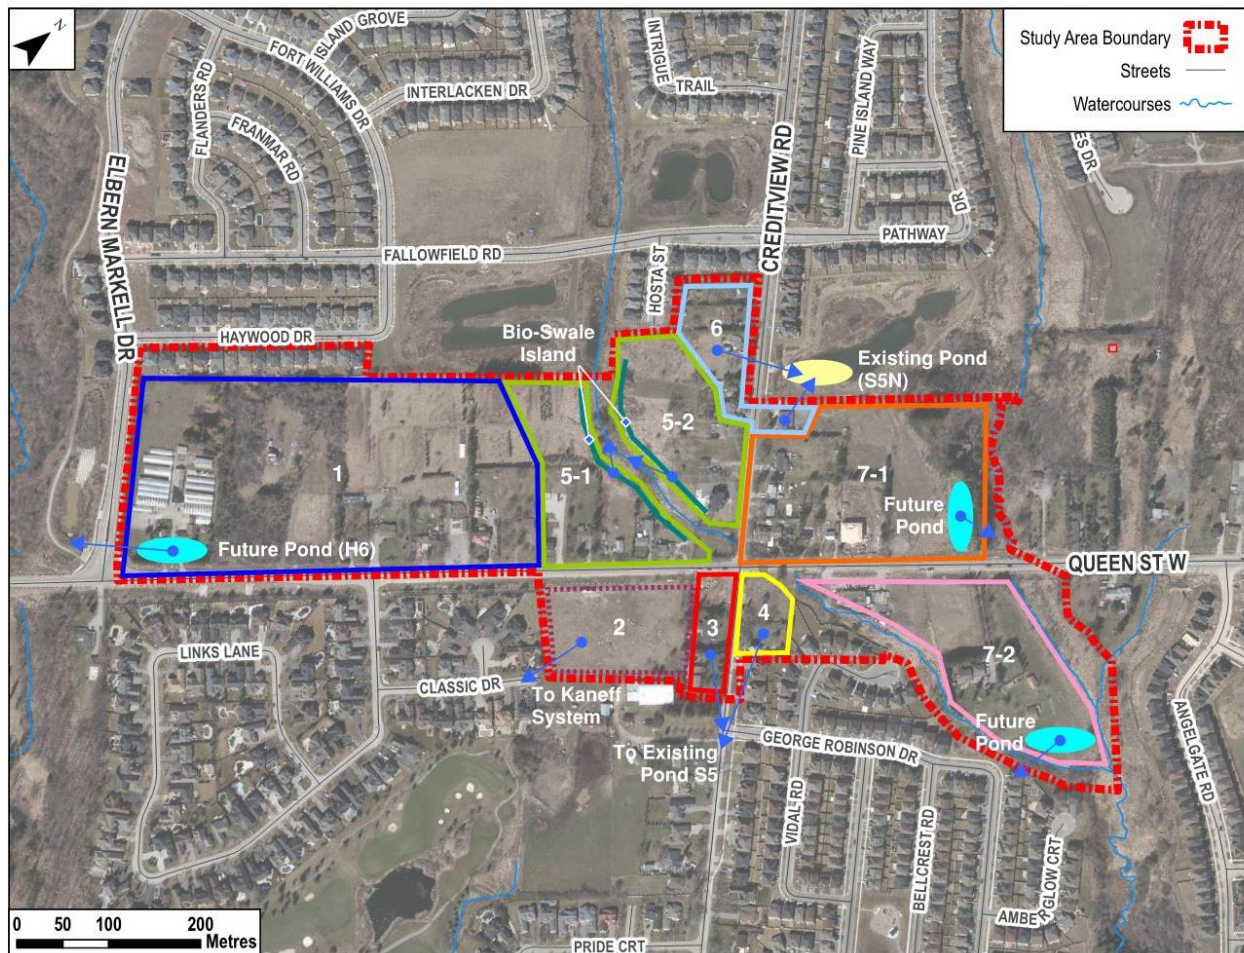 N
Study Area Boundary
Streets
Watercourses
ISLAND GROVE
FORT WILLIAMS DR
FLANDERS RD
FRANMAR RD
INTERLACKEN DR
INTRIGUE
TRAIL
PINE ISLAND WAY
CREDITVIEW RD
ES DR
ELBERN MARKELL DR
FALLOWFIELD RD
HOSTA ST
PATHWAY
DR
HAYWOOD DR
Bio-Swale
Island
6
Existing Pond
(S5N)
5-2
1
5-1
7-1
Future
Pond
Future Pond (H6)
QUEEN ST W
2
3
4
7-2
LINKS LANE
CLASSIC DR
To Kaneff
System
Future
Pond
To Existing
Pond S5
GEORGE ROBINSON DR
VIDAL RD
BELLCREST RD
ANGELGATE RD
AMBER GLOW CRT
PRIDE CRT
0 50 100 200
Metres